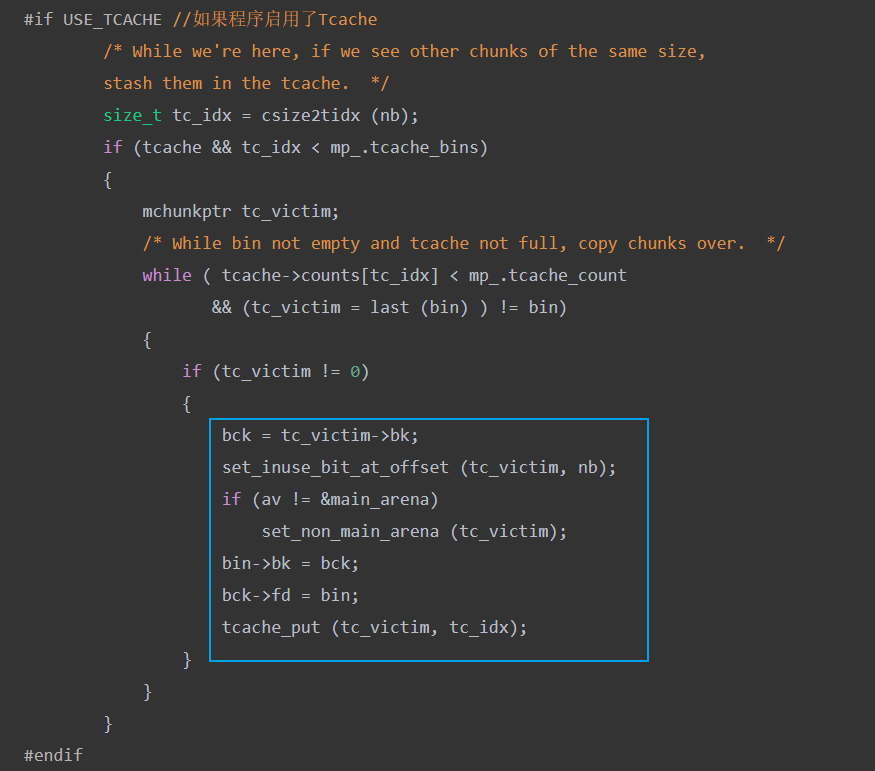 #if USE_TCACHE //如果程序启用了Tcache
/* While we're here, if we see other chunks of the same size,
stash them in the tcache.  */
size_t tc_idx = csize2tidx (nb);
if (tcache && tc_idx < mp_.tcache_bins)
{
mchunkptr tc_victim;
/* While bin not empty and tcache not full, copy chunks over.  */
while ( tcache->counts[tc_idx] < mp_.tcache_count
&& (tc_victim = last (bin) ) != bin)
{
if (tc_victim != 0)
{
bck = tc_victim->bk;
set_inuse_bit_at_offset (tc_victim, nb);
if (av != &main_arena)
set_non_main_arena (tc_victim);
bin->bk = bck;
bck->fd = bin;
tcache_put (tc_victim, tc_idx);
}
}
}
#endif